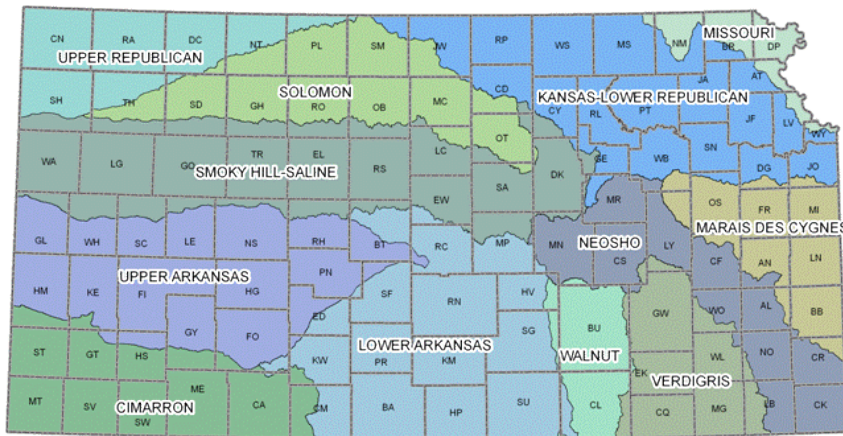 CN RA DC NT PL SM JW RP WS MS NM BR DP
MISSOURI
UPPER REPUBLICAN
SOLOMON
KANSAS-LOWER REPUBLICAN
SH TH SD GH RO OB MC CD CY RL PT JA AT JF LV WY
OT
WA LG GO TR EL RS LC SA DK GE WB SN DG JO
SMOKY HILL-SALINE
EW
MR OS FR MI
MARAIS DES CYGNES
GL WH SC LE NS RH BT RC MP MN CS LY CF AN LN
NEOSHO
UPPER ARKANSAS
PN
HM KE FI HG SF RN HV BU GW WO AL BB
GY FO ED SG
LOWER ARKANSAS
WALNUT
VERDIGRIS
ST GT HS KW PR KM EK WL NO CR
CIMARRON
MT SV SW ME CA CM BA HP SU CL CQ MG LB CK